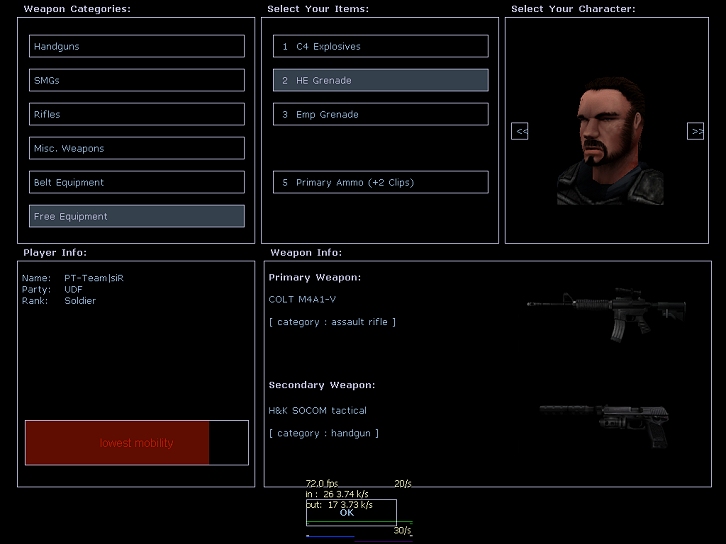 Weapon Categories:
Select Your Items:
Select Your Character:
Handguns
SMGs
Rifles
Misc. Weapons
Belt Equipment
Free Equipment
1 C4 Explosives
2 HE Grenade
3 Emp Grenade
5 Primary Ammo (+2 Clips)
<<
>>
Player Info:
Name: PT-Team|siR
Party: UDF
Rank: Soldier
lowest mobility
Weapon Info:
Primary Weapon:
COLT M4A1-V
[ category : assault rifle ]
Secondary Weapon:
H&K SOCOM tactical
[ category : handgun ]
72.0 fps 20/s
in : 26 3.74 k/s
out: 17 3.73 k/s
OK
30/s